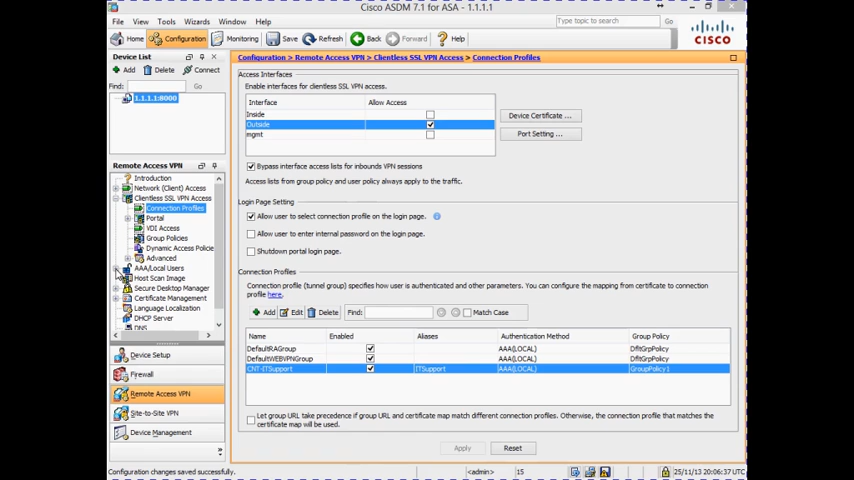 Cisco ASDM 7.1 for ASA - 1.1.1.1
File View Tools Wizards Window Help
Type topic to search Go
Home Configuration Monitoring Save Refresh Back Forward Help
CISCO
Device List
Add Delete Connect
Find: Go
1.1.1.1:8000
Remote Access VPN
Introduction
Network (Client) Access
Clientless SSL VPN Access
Connection Profiles
Portal
VDI Access
Group Policies
Dynamic Access Policie
Advanced
AAA/Local Users
Host Scan Image
Secure Desktop Manager
Certificate Management
Language Localization
DHCP Server
DNS
Device Setup
Firewall
Remote Access VPN
Site-to-Site VPN
Device Management
Configuration > Remote Access VPN > Clientless SSL VPN Access > Connection Profiles
Access Interfaces
Enable interfaces for clientless SSL VPN access.
Interface Allow Access
Inside
Outside
mgmt
Device Certificate ...
Port Setting ...
Bypass interface access lists for inbounds VPN sessions
Access lists from group policy and user policy always apply to the traffic.
Login Page Setting
Allow user to select connection profile on the login page.
Allow user to enter internal password on the login page.
Shutdown portal login page.
Connection Profiles
Connection profile (tunnel group) specifies how user is authenticated and other parameters. You can configure the mapping from certificate to connection
profile here.
Add Edit Delete Find: Match Case
Name Enabled Aliases Authentication Method Group Policy
DefaultRAGroup AAA(LOCAL) DfltGrpPolicy
DefaultWEBVPNGroup AAA(LOCAL) DfltGrpPolicy
CNT-ITSupport ITSupport AAA(LOCAL) GroupPolicy1
Let group URL take precedence if group URL and certificate map match different connection profiles. Otherwise, the connection profile that matches the
certificate map will be used.
Apply Reset
Configuration changes saved successfully. <admin> 15 25/11/13 20:06:37 UTC